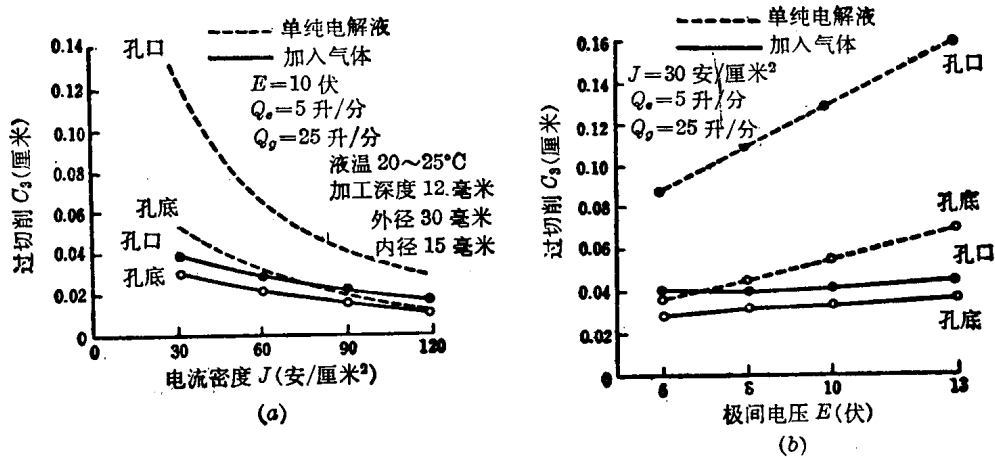 单纯电解液
加入气体
E=10 伏
Qe=5 升/分
Qg=25 升/分
液温 20～25°C
加工深度 12 毫米
外径 30 毫米
内径 15 毫米
孔口
孔底
孔口
孔底
过切削 C3(厘米)
0.14
0.12
0.10
0.08
0.06
0.04
0.02
0
0
30
60
90
120
电流密度 J(安/厘米2)
(a)
单纯电解液
加入气体
J=30 安/厘米2
Qe=5 升/分
Qg=25 升/分
孔口
孔底
孔口
孔底
过切削 C3(厘米)
0.16
0.14
0.12
0.10
0.08
0.06
0.04
0.02
0
6
8
10
13
极间电压 E(伏)
(b)